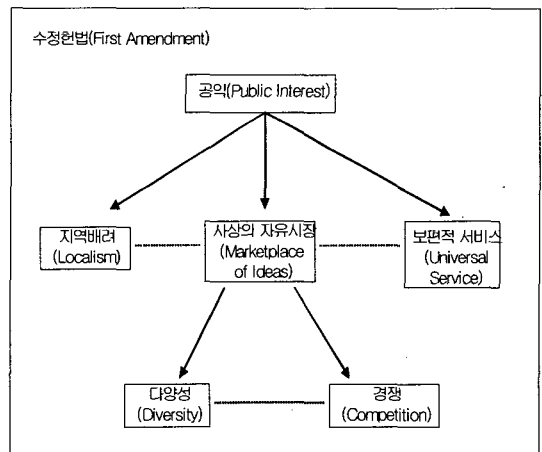 수정헌법(First Amendment)
공익(Public Interest)
지역배려
(Localism)
사상의 자유시장
(Marketplace
of Ideas)
보편적 서비스
(Universal
Service)
다양성
(Diversity)
경쟁
(Competition)